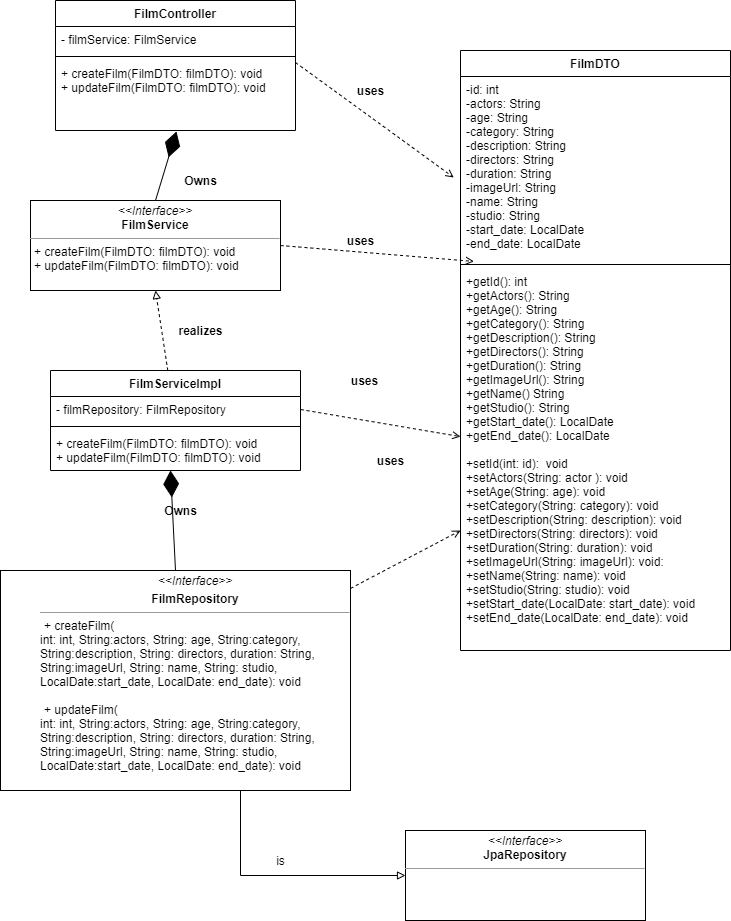 FilmController
- filmService: FilmService
+ createFilm(FilmDTO: filmDTO): void
+ updateFilm(FilmDTO: filmDTO): void
uses
Owns
<<Interface>>
FilmService
+ createFilm(FilmDTO: filmDTO): void
+ updateFilm(FilmDTO: filmDTO): void
uses
realizes
FilmServiceImpl
- filmRepository: FilmRepository
+ createFilm(FilmDTO: filmDTO): void
+ updateFilm(FilmDTO: filmDTO): void
uses
Owns
uses
<<Interface>>
FilmRepository
+ createFilm(
int: int, String:actors, String: age, String:category,
String:description, String: directors, duration: String,
String:imageUrl, String: name, String: studio,
LocalDate:start_date, LocalDate: end_date): void
+ updateFilm(
int: int, String:actors, String: age, String:category,
String:description, String: directors, duration: String,
String:imageUrl, String: name, String: studio,
LocalDate:start_date, LocalDate: end_date): void
FilmDTO
-id: int
-actors: String
-age: String
-category: String
-description: String
-directors: String
-duration: String
-imageUrl: String
-name: String
-studio: String
-start_date: LocalDate
-end_date: LocalDate
+getId(): int
+getActors(): String
+getAge(): String
+getCategory(): String
+getDescription(): String
+getDirectors(): String
+getDuration(): String
+getImageUrl(): String
+getName() String
+getStudio(): String
+getStart_date(): LocalDate
+getEnd_date(): LocalDate
+setId(int: id): void
+setActors(String: actor ): void
+setAge(String: age): void
+setCategory(String: category): void
+setDescription(String: description): void
+setDirectors(String: directors): void
+setDuration(String: duration): void
+setImageUrl(String: imageUrl): void:
+setName(String: name): void
+setStudio(String: studio): void
+setStart_date(LocalDate: start_date): void
+setEnd_date(LocalDate: end_date): void
is
<<Interface>>
JpaRepository